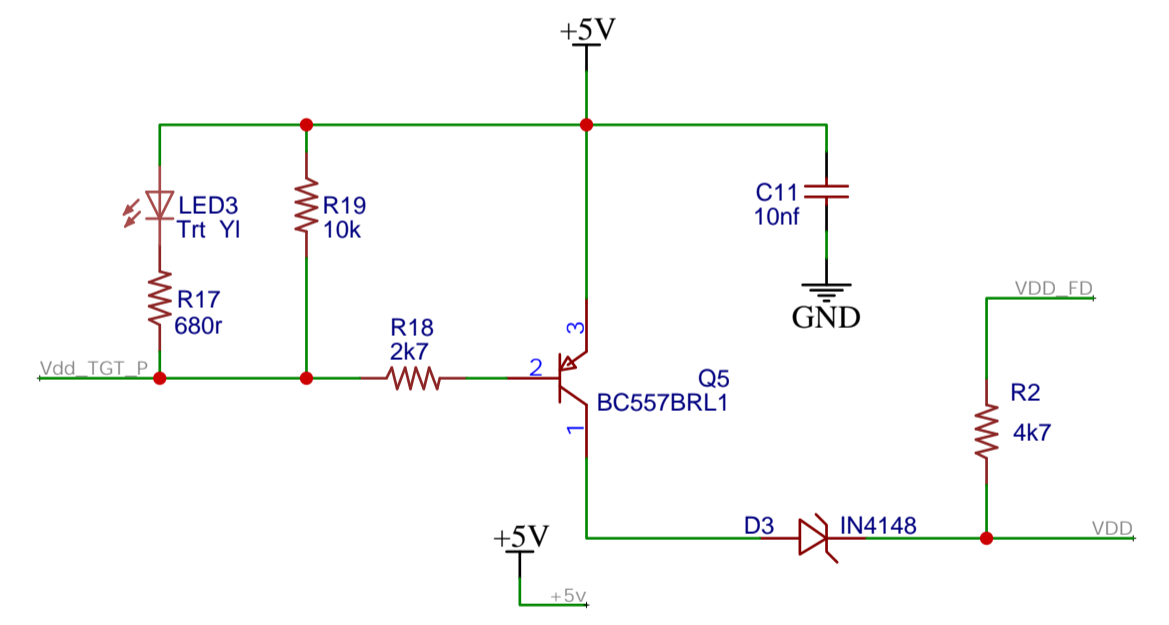 +5V
LED3
Trt Yl
R19
10k
C11
10nf
GND
R17
680r
VDD_FD
Vdd_TGT_P
R18
2k7
2
3
1
Q5
BC557BRL1
R2
4k7
D3
IN4148
VDD
+5V
+5v